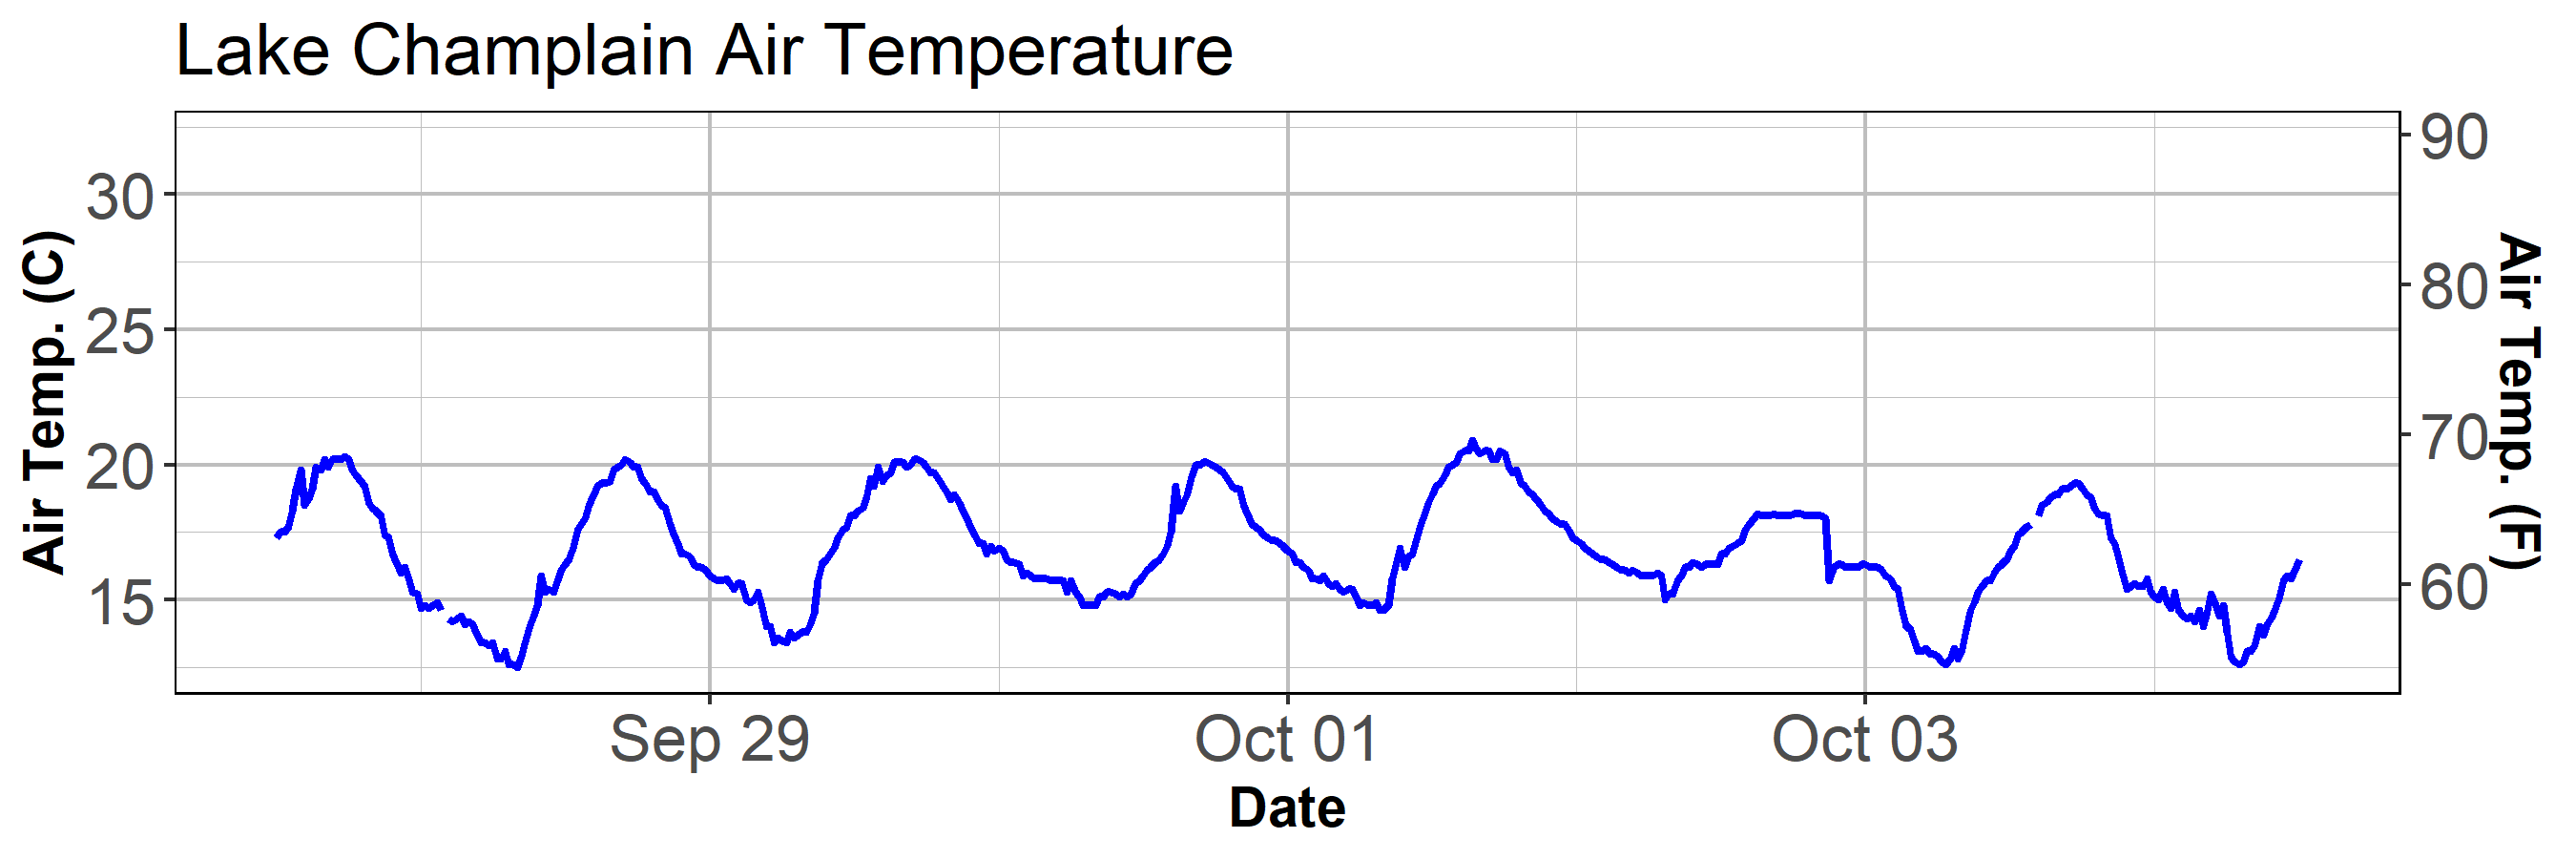 Lake Champlain Air Temperature
Air Temp. (C)
30
25
20
15
90
80
70
60
Air Temp. (F)
Sep 29
Oct 01
Oct 03
Date